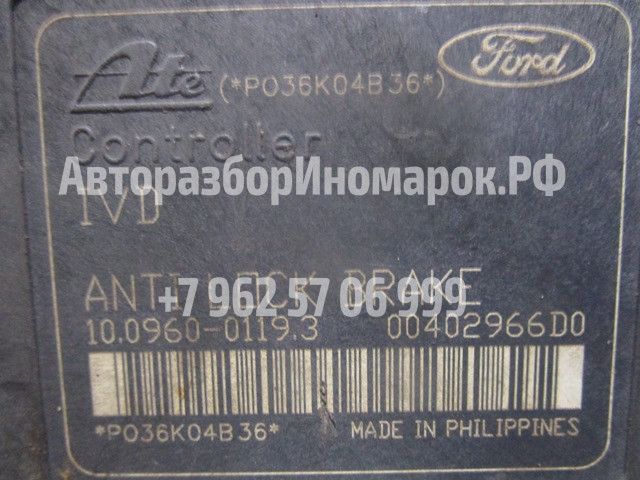 Ate (*P036K04B36*) Ford
Controller
АвторазборИномарок.РФ
IVD
ANTI LOCK BRAKE
+7 962 57 06 999
10.0960-0119.3 00402966D0
*P036K04B36* MADE IN PHILIPPINES